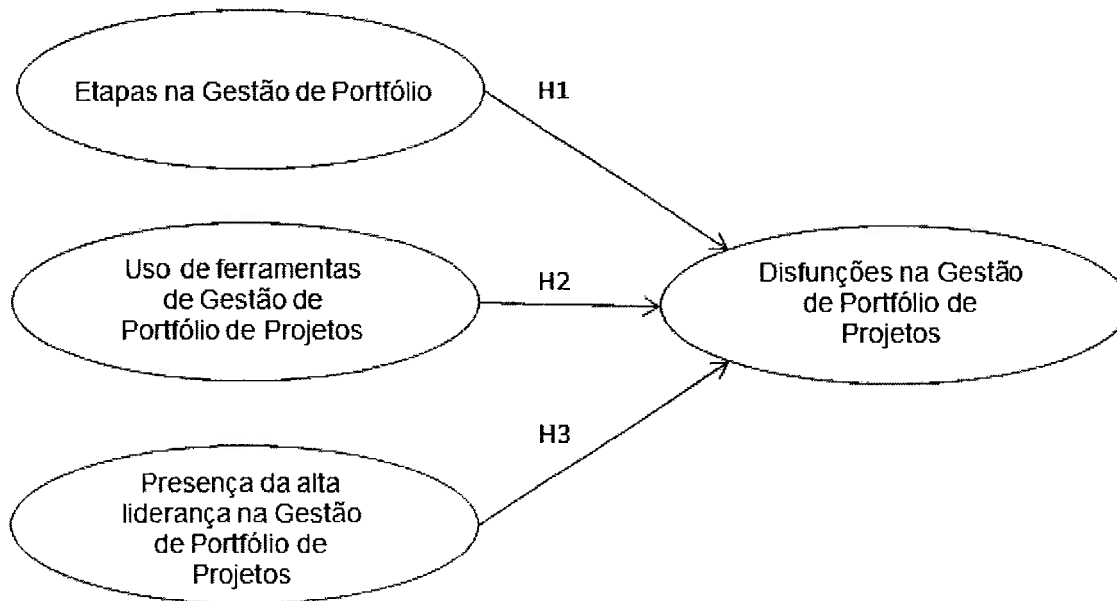 Etapas na Gestão de Portfólio
H1
Uso de ferramentas
de Gestão de
Portfólio de Projetos
H2
Disfunções na Gestão
de Portfólio de
Projetos
H3
Presença da alta
liderança na Gestão
de Portfólio de
Projetos